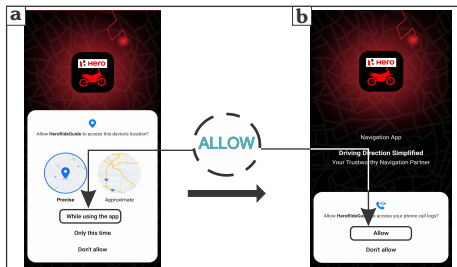 a
Hero
Allow HeroRideGuide to access this device's location?
Precise
Approximate
While using the app
Only this time
Don't allow
ALLOW
b
Hero
Navigation App
Driving Direction Simplified
Your Trustworthy Navigation Partner
Allow HeroRideGuide to access your phone call logs?
Allow
Don't allow